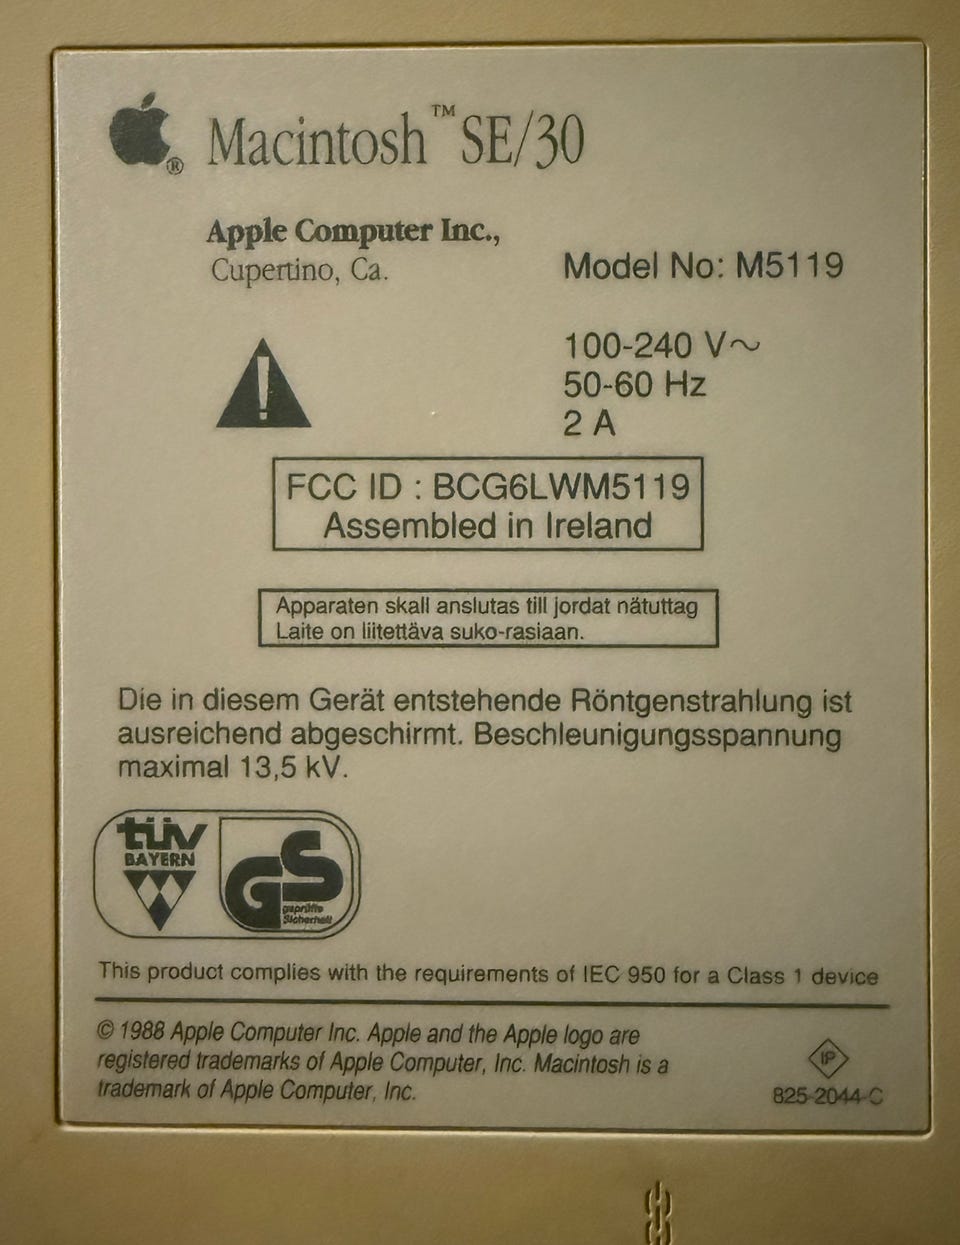 ® Macintosh™ SE/30
Apple Computer Inc.,
Cupertino, Ca.
Model No: M5119
100-240 V~
50-60 Hz
2 A
FCC ID : BCG6LWM5119
Assembled in Ireland
Apparaten skall anslutas till jordat nätuttag
Laite on liitettäva suko-rasiaan.
Die in diesem Gerät entstehende Röntgenstrahlung ist
ausreichend abgeschirmt. Beschleunigungsspannung
maximal 13,5 kV.
TÜV
BAYERN
GS
geprüfte
Sicherheit
This product complies with the requirements of IEC 950 for a Class 1 device
© 1988 Apple Computer Inc. Apple and the Apple logo are
registered trademarks of Apple Computer, Inc. Macintosh is a
trademark of Apple Computer, Inc.
IP
825-2044-C